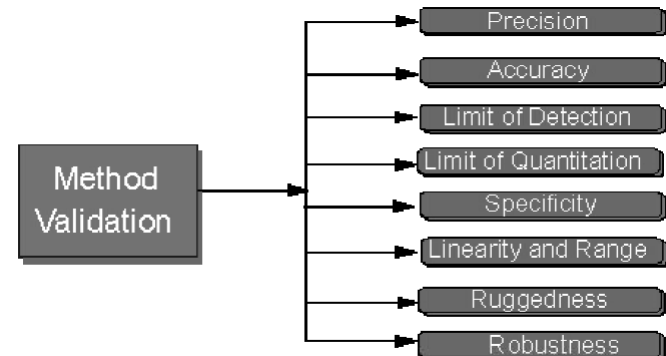 Method
Validation
Precision
Accuracy
Limit of Detection
Limit of Quantitation
Specificity
Linearity and Range
Ruggedness
Robustness